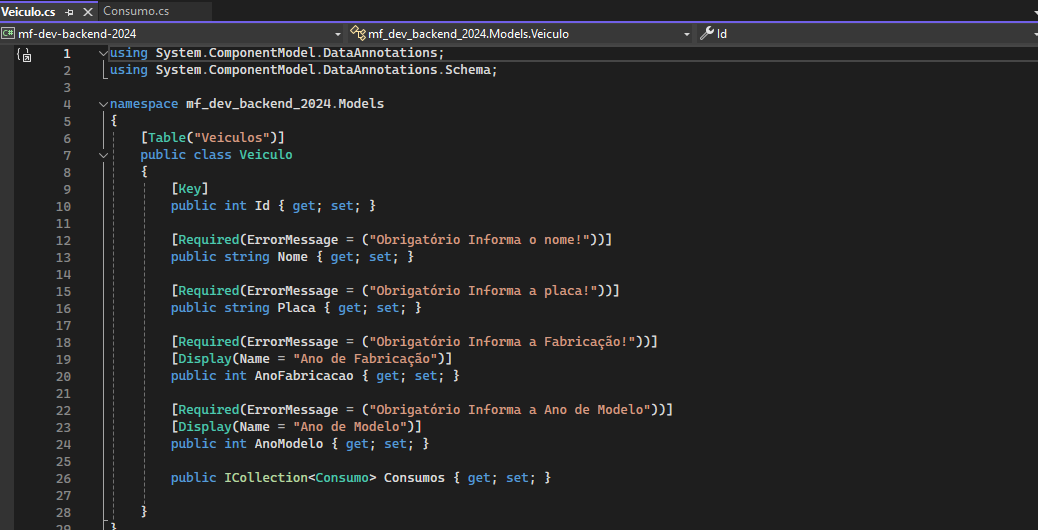 Veiculo.cs
Consumo.cs
C# mf-dev-backend-2024
mf_dev_backend_2024.Models.Veiculo
Id
1 using System.ComponentModel.DataAnnotations;
2 using System.ComponentModel.DataAnnotations.Schema;
3
4 namespace mf_dev_backend_2024.Models
5 {
6 [Table("Veiculos")]
7 public class Veiculo
8 {
9 [Key]
10 public int Id { get; set; }
11
12 [Required(ErrorMessage = ("Obrigatório Informa o nome!"))]
13 public string Nome { get; set; }
14
15 [Required(ErrorMessage = ("Obrigatório Informa a placa!"))]
16 public string Placa { get; set; }
17
18 [Required(ErrorMessage = ("Obrigatório Informa a Fabricação!"))]
19 [Display(Name = "Ano de Fabricação")]
20 public int AnoFabricacao { get; set; }
21
22 [Required(ErrorMessage = ("Obrigatório Informa a Ano de Modelo"))]
23 [Display(Name = "Ano de Modelo")]
24 public int AnoModelo { get; set; }
25
26 public ICollection<Consumo> Consumos { get; set; }
27
28 }
29 }